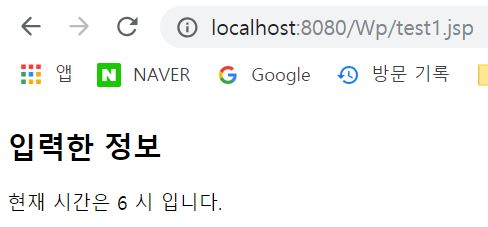 localhost:8080/Wp/test1.jsp
앱 NAVER Google 방문 기록
입력한 정보
현재 시간은 6 시 입니다.